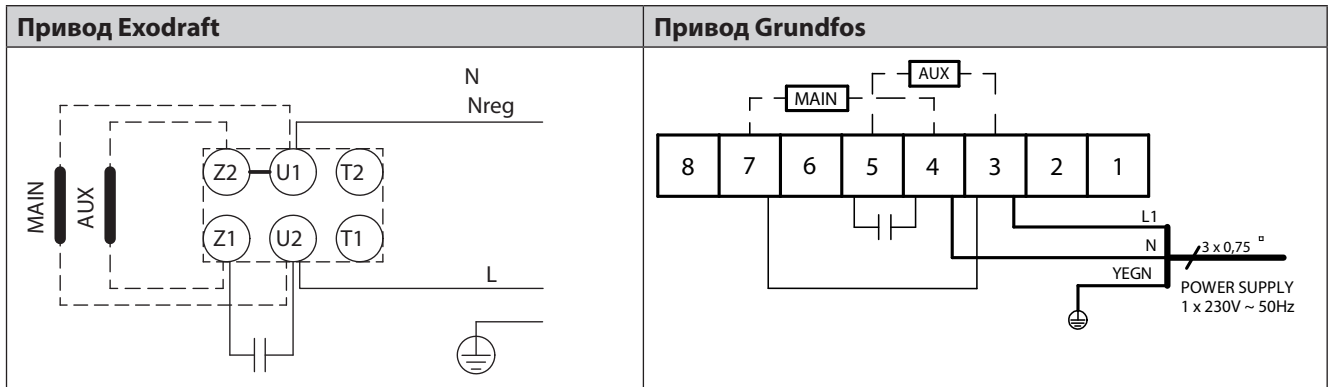 Привод Exodraft
N
Nreg
Z2 U1 T2
MAIN
AUX
Z1 U2 T1
L
Привод Grundfos
AUX
MAIN
8 7 6 5 4 3 2 1
L1
N
3 x 0,75 □
YEGN
POWER SUPPLY
1 x 230V ~ 50Hz